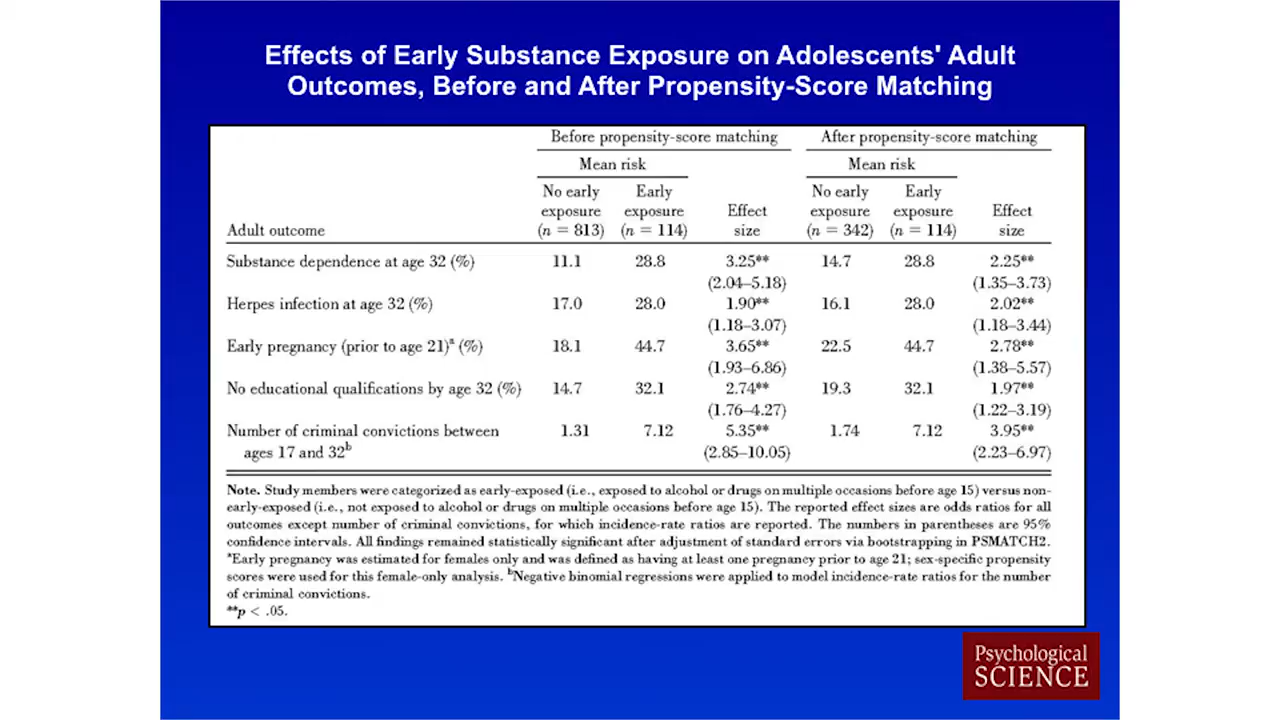 Effects of Early Substance Exposure on Adolescents' Adult
Outcomes, Before and After Propensity-Score Matching
Before propensity-score matching After propensity-score matching
Mean risk Mean risk
No early Early No early Early
exposure exposure Effect exposure exposure Effect
Adult outcome (n = 813) (n = 114) size (n = 342) (n = 114) size
Substance dependence at age 32 (%) 11.1 28.8 3.25** 14.7 28.8 2.25**
(2.04–5.18) (1.35–3.73)
Herpes infection at age 32 (%) 17.0 28.0 1.90** 16.1 28.0 2.02**
(1.18–3.07) (1.18–3.44)
Early pregnancy (prior to age 21)a (%) 18.1 44.7 3.65** 22.5 44.7 2.78**
(1.93–6.86) (1.38–5.57)
No educational qualifications by age 32 (%) 14.7 32.1 2.74** 19.3 32.1 1.97**
(1.76–4.27) (1.22–3.19)
Number of criminal convictions between 1.31 7.12 5.35** 1.74 7.12 3.95**
ages 17 and 32b (2.85–10.05) (2.23–6.97)
Note. Study members were categorized as early-exposed (i.e., exposed to alcohol or drugs on multiple occasions before age 15) versus non-
early-exposed (i.e., not exposed to alcohol or drugs on multiple occasions before age 15). The reported effect sizes are odds ratios for all
outcomes except number of criminal convictions, for which incidence-rate ratios are reported. The numbers in parentheses are 95%
confidence intervals. All findings remained statistically significant after adjustment of standard errors via bootstrapping in PSMATCH2.
aEarly pregnancy was estimated for females only and was defined as having at least one pregnancy prior to age 21; sex-specific propensity
scores were used for this female-only analysis. bNegative binomial regressions were applied to model incidence-rate ratios for the number
of criminal convictions.
**p < .05.
Psychological
SCIENCE